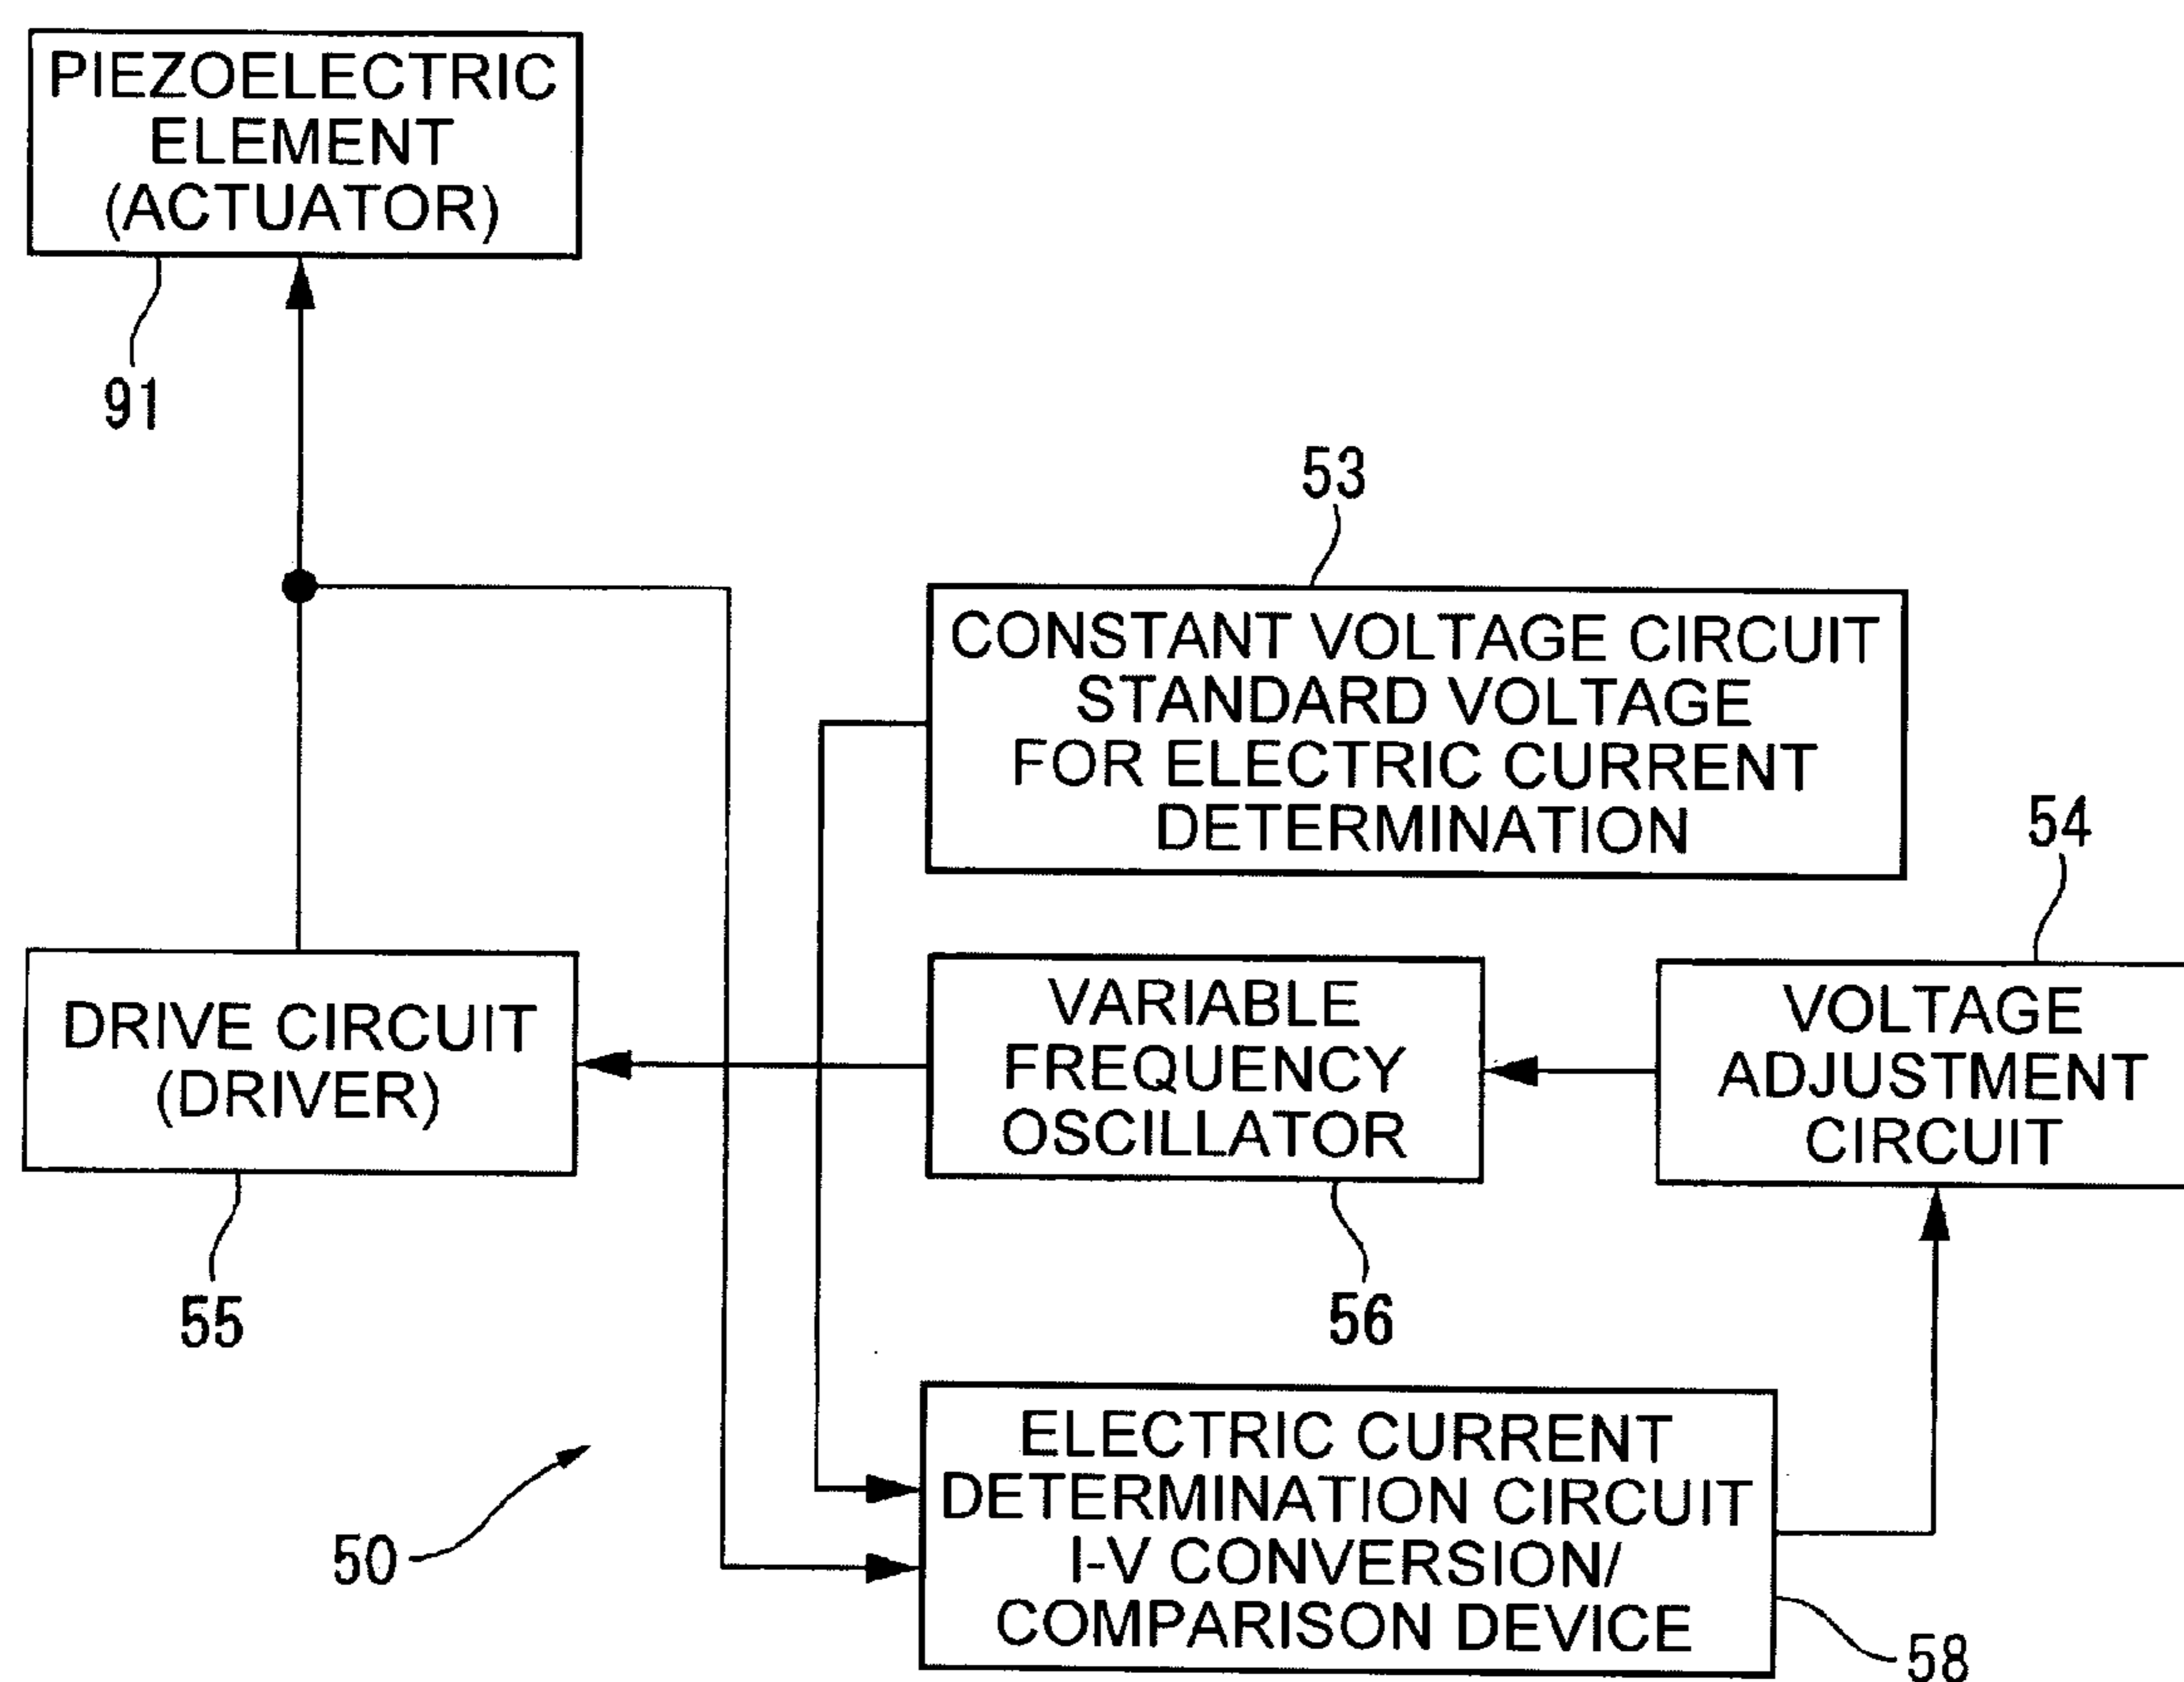 PIEZOELECTRIC
ELEMENT
(ACTUATOR)
91
53
CONSTANT VOLTAGE CIRCUIT
STANDARD VOLTAGE
FOR ELECTRIC CURRENT
DETERMINATION
54
DRIVE CIRCUIT
(DRIVER)
55
VARIABLE
FREQUENCY
OSCILLATOR
56
VOLTAGE
ADJUSTMENT
CIRCUIT
50
ELECTRIC CURRENT
DETERMINATION CIRCUIT
I-V CONVERSION/
COMPARISON DEVICE
58